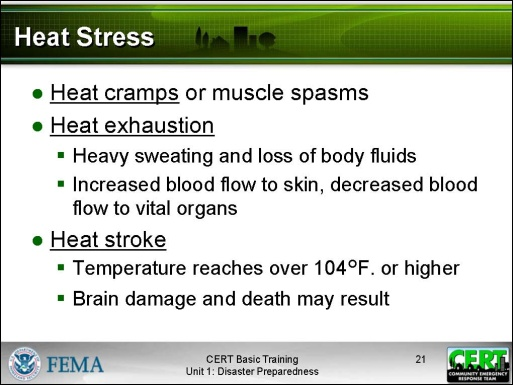 Heat Stress
● Heat cramps or muscle spasms
● Heat exhaustion
▪ Heavy sweating and loss of body fluids
▪ Increased blood flow to skin, decreased blood
flow to vital organs
● Heat stroke
▪ Temperature reaches over 104°F. or higher
▪ Brain damage and death may result
FEMA
CERT Basic Training
Unit 1: Disaster Preparedness
21
CERT
COMMUNITY EMERGENCY
RESPONSE TEAM